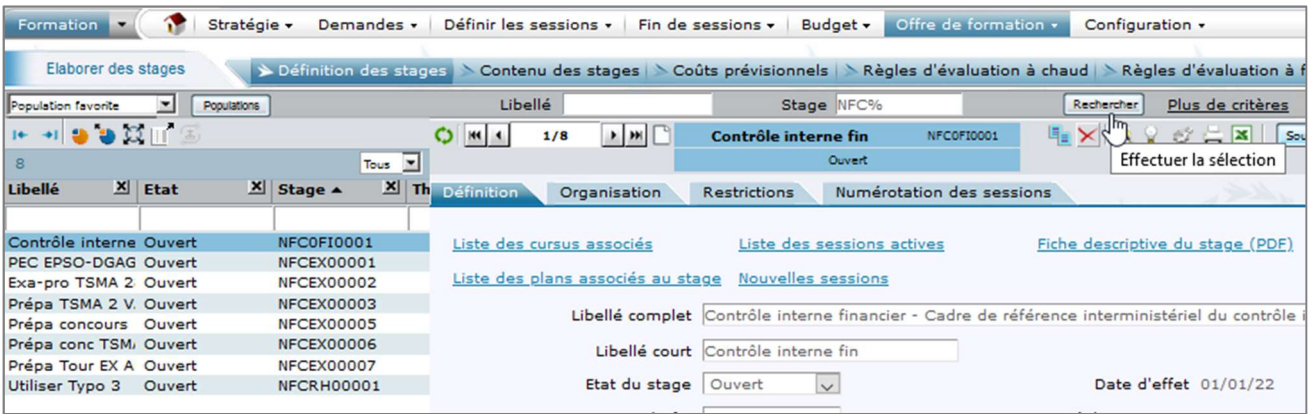 Formation Stratégie Demandes Définir les sessions Fin de sessions Budget Offre de formation Configuration
Elaborer des stages Définition des stages Contenu des stages Coûts prévisionnels Règles d'évaluation à chaud Règles d'évaluation à f
Population favorite Populations Libellé Stage NFC% Rechercher Plus de critères
1/8 Contrôle interne fin NFC0FI0001 Sou
8 Tous Ouvert Effectuer la sélection
Libellé Etat Stage Th Définition Organisation Restrictions Numérotation des sessions
Contrôle interne Ouvert NFC0FI0001 Liste des cursus associés Liste des sessions actives Fiche descriptive du stage (PDF)
PEC EPSO-DGAG Ouvert NFCEX00001
Exa-pro TSMA 2 Ouvert NFCEX00002 Liste des plans associés au stage Nouvelles sessions
Prépa TSMA 2 V. Ouvert NFCEX00003
Prépa concours Ouvert NFCEX00005 Libellé complet Contrôle interne financier - Cadre de référence interministériel du contrôle i
Prépa conc TSM Ouvert NFCEX00006 Libellé court Contrôle interne fin
Prépa Tour EX A Ouvert NFCEX00007
Utiliser Typo 3 Ouvert NFCRH00001 Etat du stage Ouvert Date d'effet 01/01/22